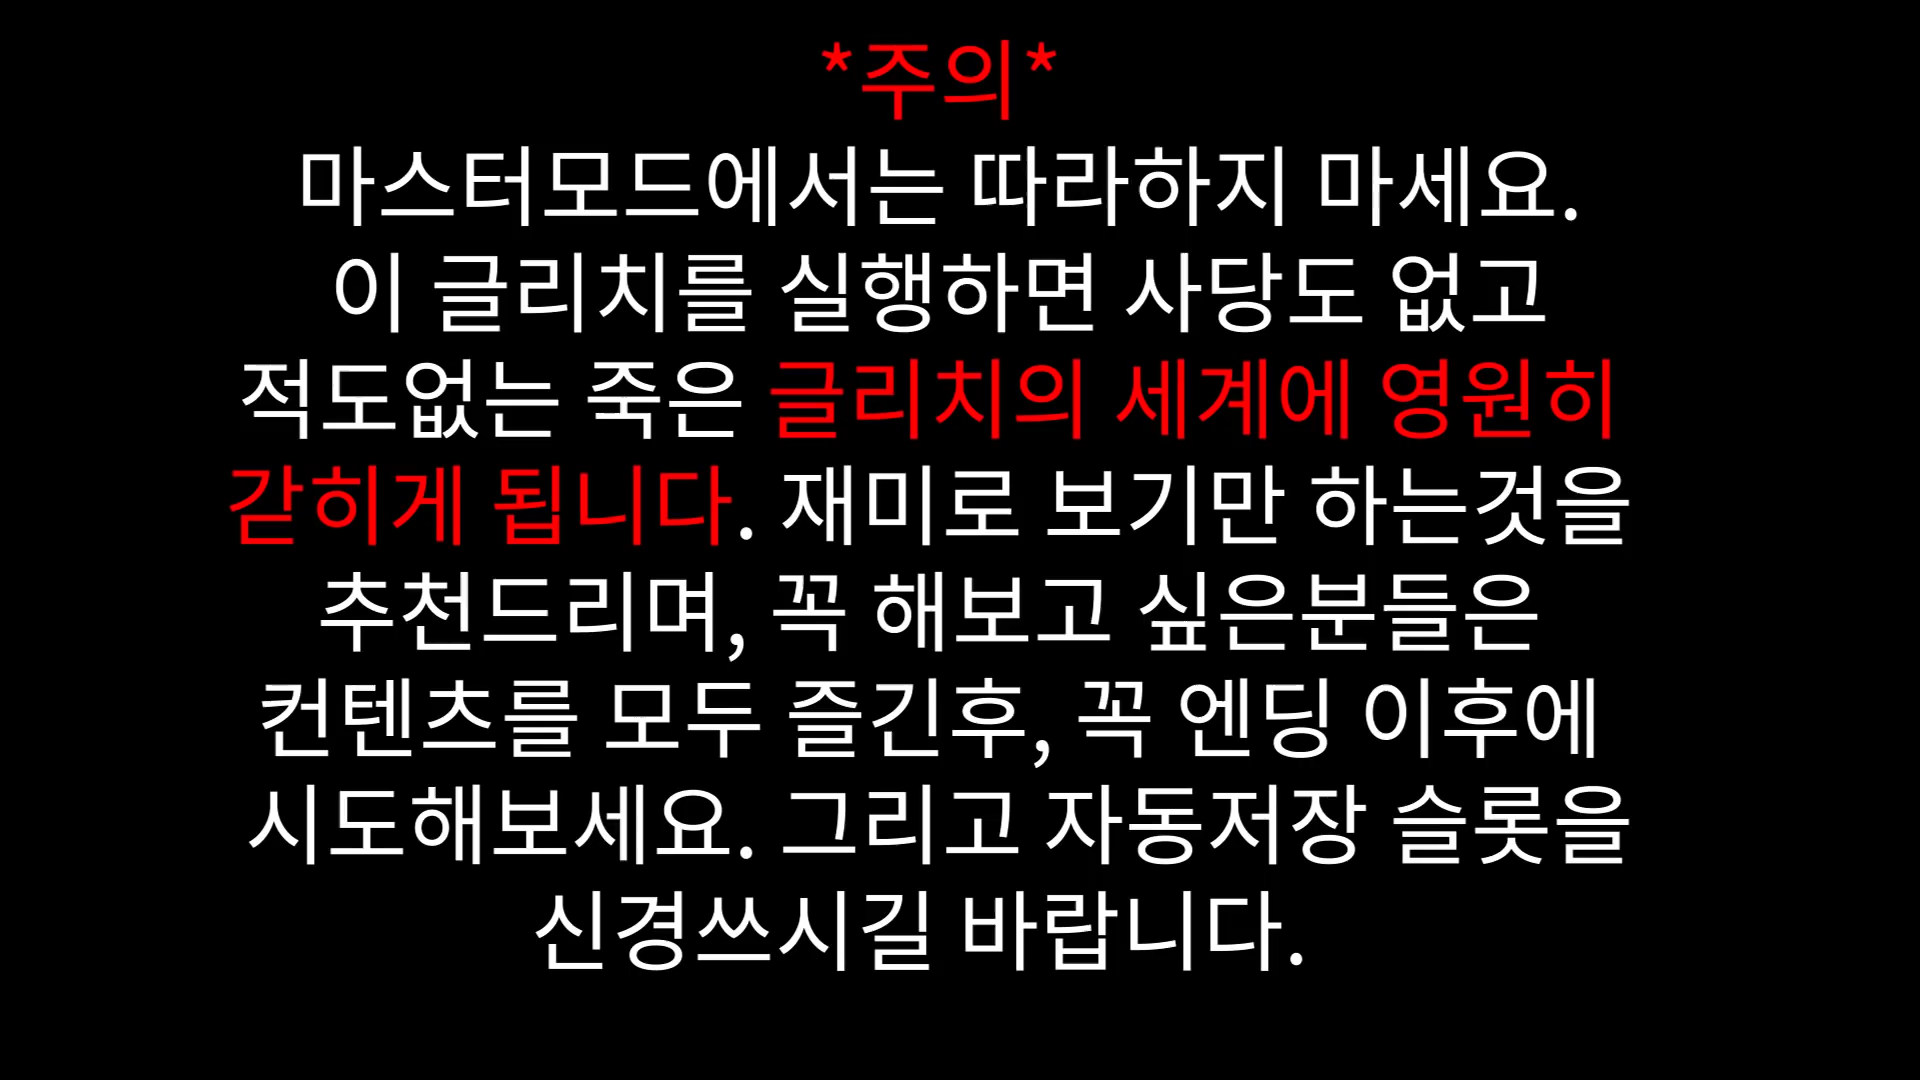 *주의*
마스터모드에서는 따라하지 마세요.
이 글리치를 실행하면 사당도 없고
적도없는 죽은 글리치의 세계에 영원히
갇히게 됩니다. 재미로 보기만 하는것을
추천드리며, 꼭 해보고 싶은분들은
컨텐츠를 모두 즐긴후, 꼭 엔딩 이후에
시도해보세요. 그리고 자동저장 슬롯을
신경쓰시길 바랍니다.